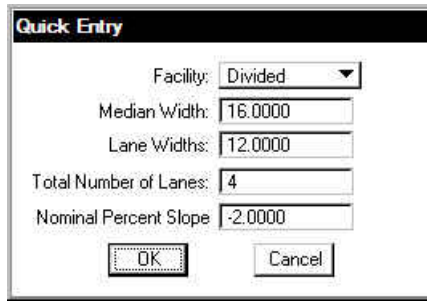 Quick Entry
Facility: Divided
Median Width: 16.0000
Lane Widths: 12.0000
Total Number of Lanes: 4
Nominal Percent Slope -2.0000
OK Cancel